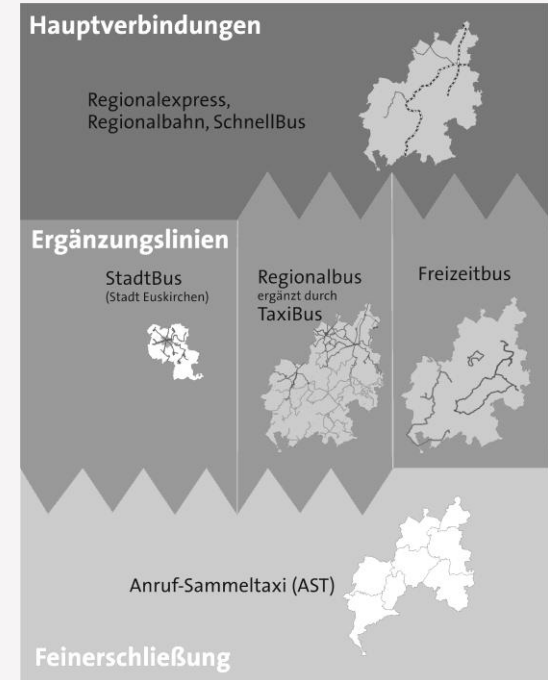 Hauptverbindungen
Regionalexpress,
Regionalbahn, SchnellBus
Ergänzungslinien
StadtBus
(Stadt Euskirchen)
Regionalbus
ergänzt durch
TaxiBus
Freizeitbus
Anruf-Sammeltaxi (AST)
Feinerschließung